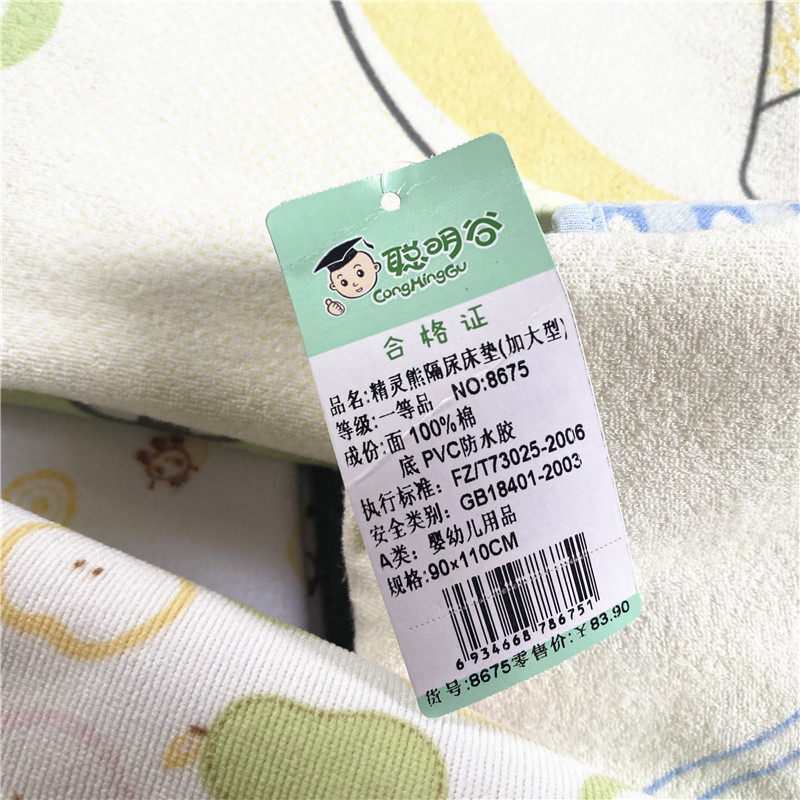 聪明谷
CongMingGu
合格证
品名:精灵熊隔尿床垫(加大型)
等级:一等品 NO:8675
成份:面 100%棉
底 PVC防水胶
执行标准: FZ/T73025-2006
安全类别: GB18401-2003
A类: 婴幼儿用品
规格:90×110CM
6 934668 786751
货号:8675零售价:¥83.90